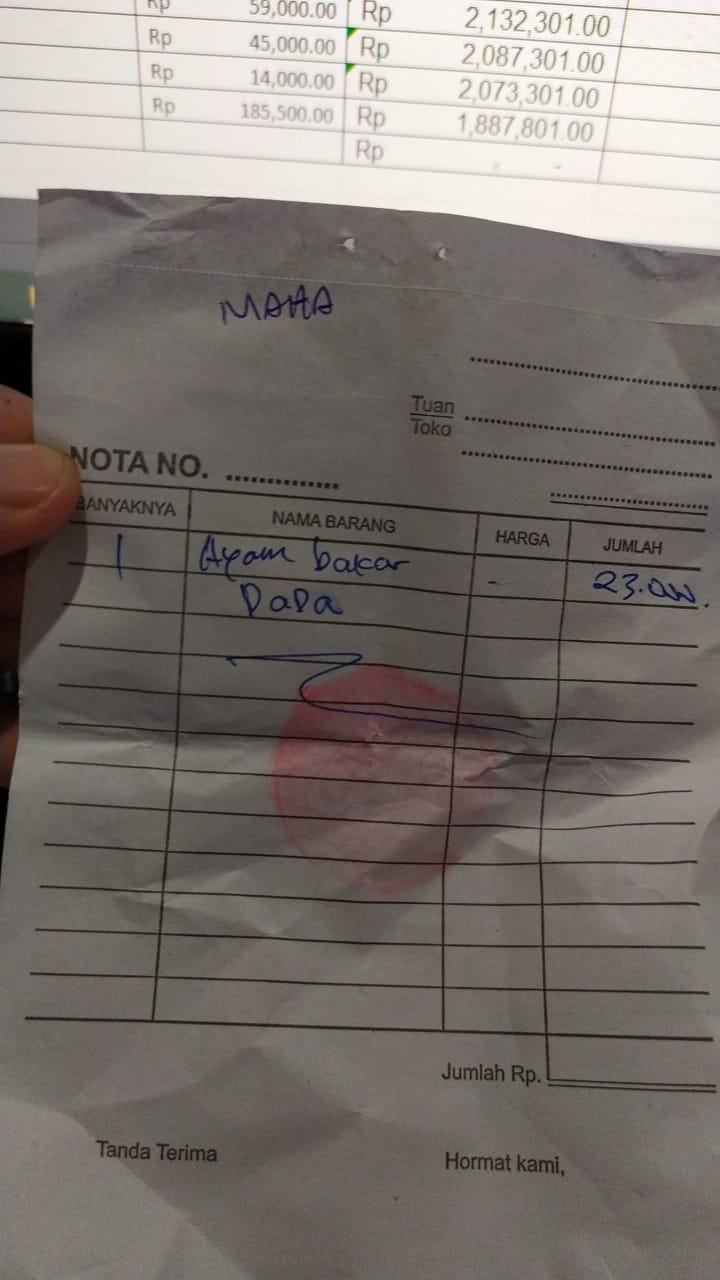 Rp 59,000.00 Rp 2,132,301.00
Rp 45,000.00 Rp 2,087,301.00
Rp 14,000.00 Rp 2,073,301.00
Rp 185,500.00 Rp 1,887,801.00
Rp -
MAHA
Tuan
Toko
NOTA NO.
BANYAKNYA NAMA BARANG HARGA JUMLAH
1 Ayam bakar - 23.000.
DaDa
Jumlah Rp.
Tanda Terima Hormat kami,